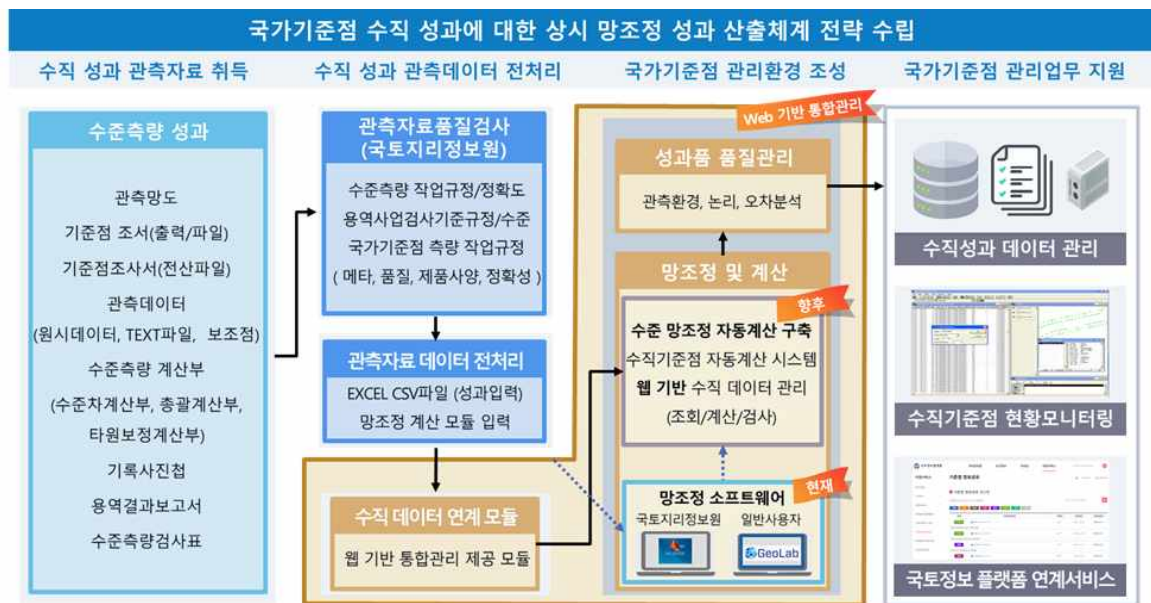 국가기준점 수직 성과에 대한 상시 망조정 성과 산출체계 전략 수립
수직 성과 관측자료 취득
수직 성과 관측데이터 전처리
국가기준점 관리환경 조성
국가기준점 관리업무 지원
수준측량 성과
관측망도
기준점 조서(출력/파일)
기준점조사서(전산파일)
관측데이터
(원시데이터, TEXT파일, 보조점)
수준측량 계산부
(수준차계산부, 총괄계산부,
타원보정계산부)
기록사진첩
용역결과보고서
수준측량검사표
관측자료품질검사
(국토지리정보원)
수준측량 작업규정/정확도
용역사업검사기준규정/수준
국가기준점 측량 작업규정
( 메타, 품질, 제품사양, 정확성 )
관측자료 데이터 전처리
EXCEL CSV파일 (성과입력)
망조정 계산 모듈 입력
수직 데이터 연계 모듈
웹 기반 통합관리 제공 모듈
Web 기반 통합관리
성과품 품질관리
관측환경, 논리, 오차분석
망조정 및 계산
향후
수준 망조정 자동계산 구축
수직기준점 자동계산 시스템
웹 기반 수직 데이터 관리
(조회/계산/검사)
현재
망조정 소프트웨어
국토지리정보원
일반사용자
GeoLab
수직성과 데이터 관리
수직기준점 현황모니터링
국토정보 플랫폼 연계서비스